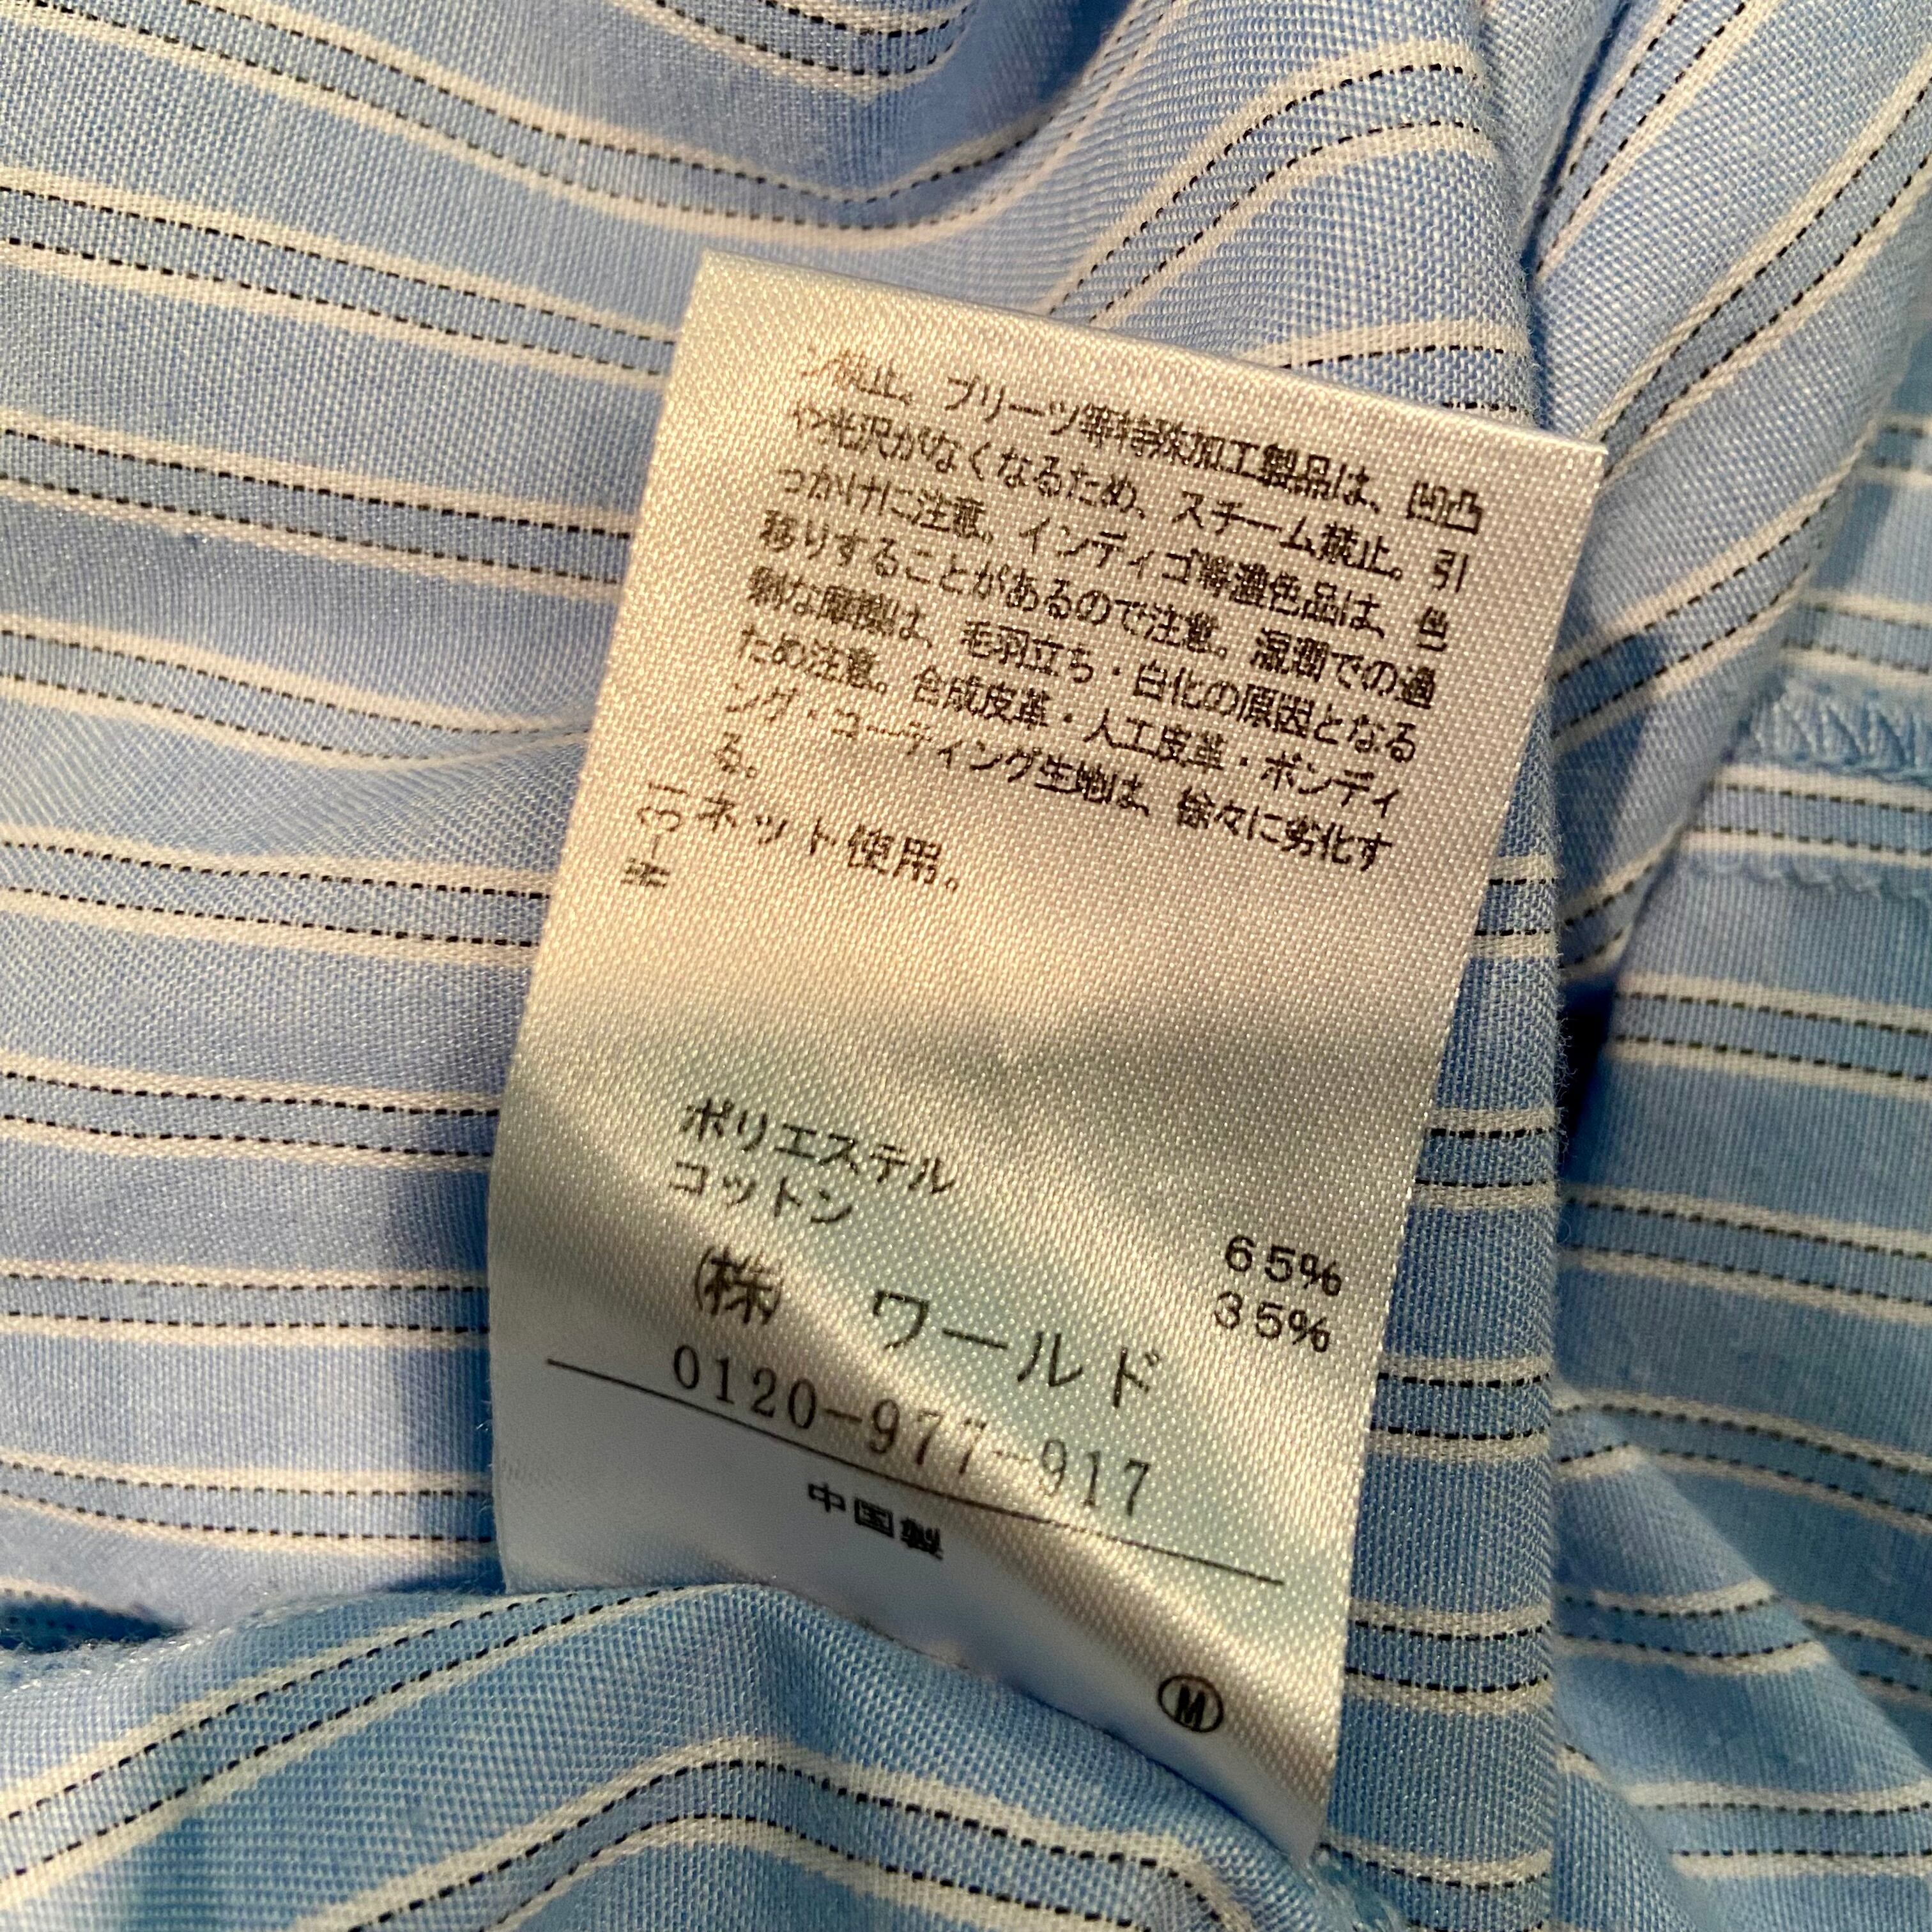 ン禁止。プリーツ等特殊加工製品は、凹凸
や光沢がなくなるため、スチーム禁止。引
っかけに注意。インディゴ等濃色品は、色
移りすることがあるので注意。湿潤での過
剰な摩擦は、毛羽立ち・白化の原因となる
ため注意。合成皮革・人工皮革・ボンディ
ング・コーディング生地は、徐々に劣化す
る。
ネット使用。
ポリエステル 65%
コットン 35%
(株) ワールド
0120-977-917
中国製
M